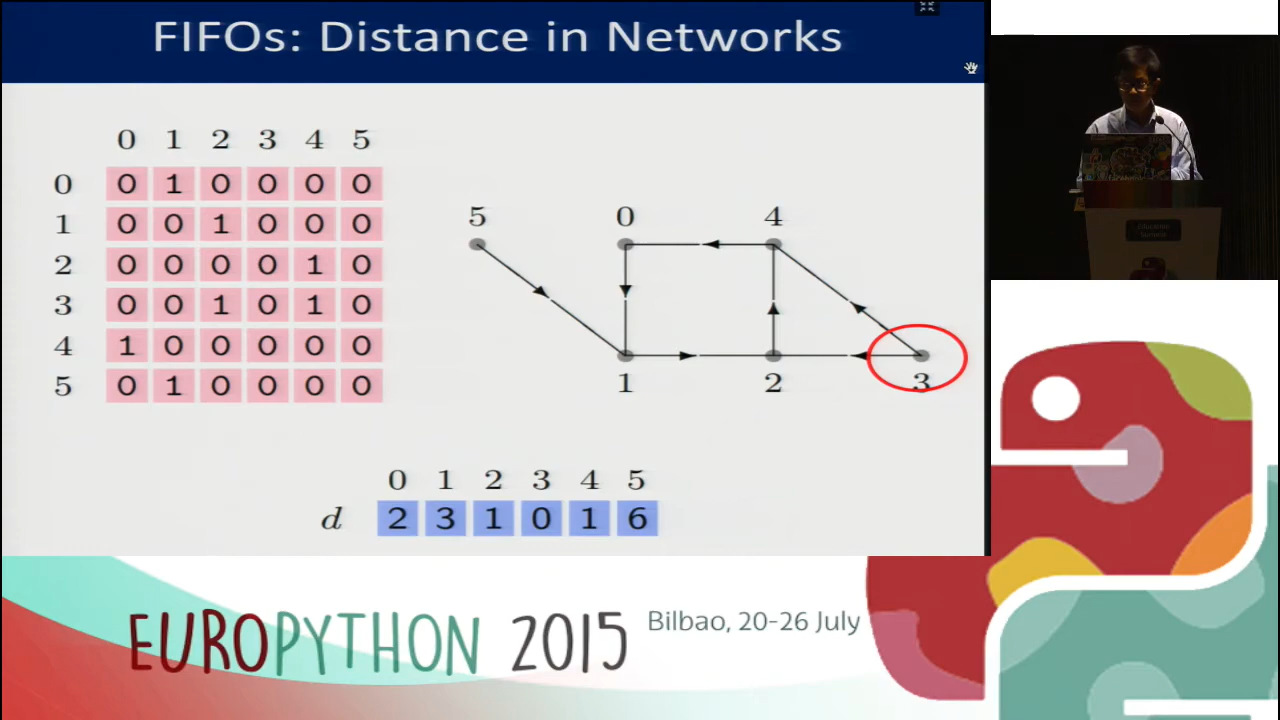 FIFOs: Distance in Networks
0 1 2 3 4 5
0 0 1 0 0 0 0
1 0 0 1 0 0 0
2 0 0 0 0 1 0
3 0 0 1 0 1 0
4 1 0 0 0 0 0
5 0 1 0 0 0 0
5 0 4
1 2 3
0 1 2 3 4 5
d 2 3 1 0 1 6
EUROPYTHON 2015
Bilbao, 20-26 July